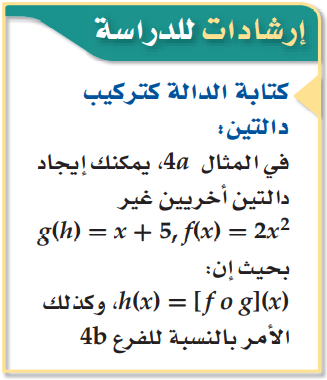 إرشادات للدراسة
كتابة الدالة كتركيب
دالتين:
في المثال 4a، يمكنك إيجاد
دالتين أخريين غير
g(h) = x + 5, f(x) = 2x²
بحيث إن:
h(x) = [f o g](x)، وكذلك
الأمر بالنسبة للفرع 4b